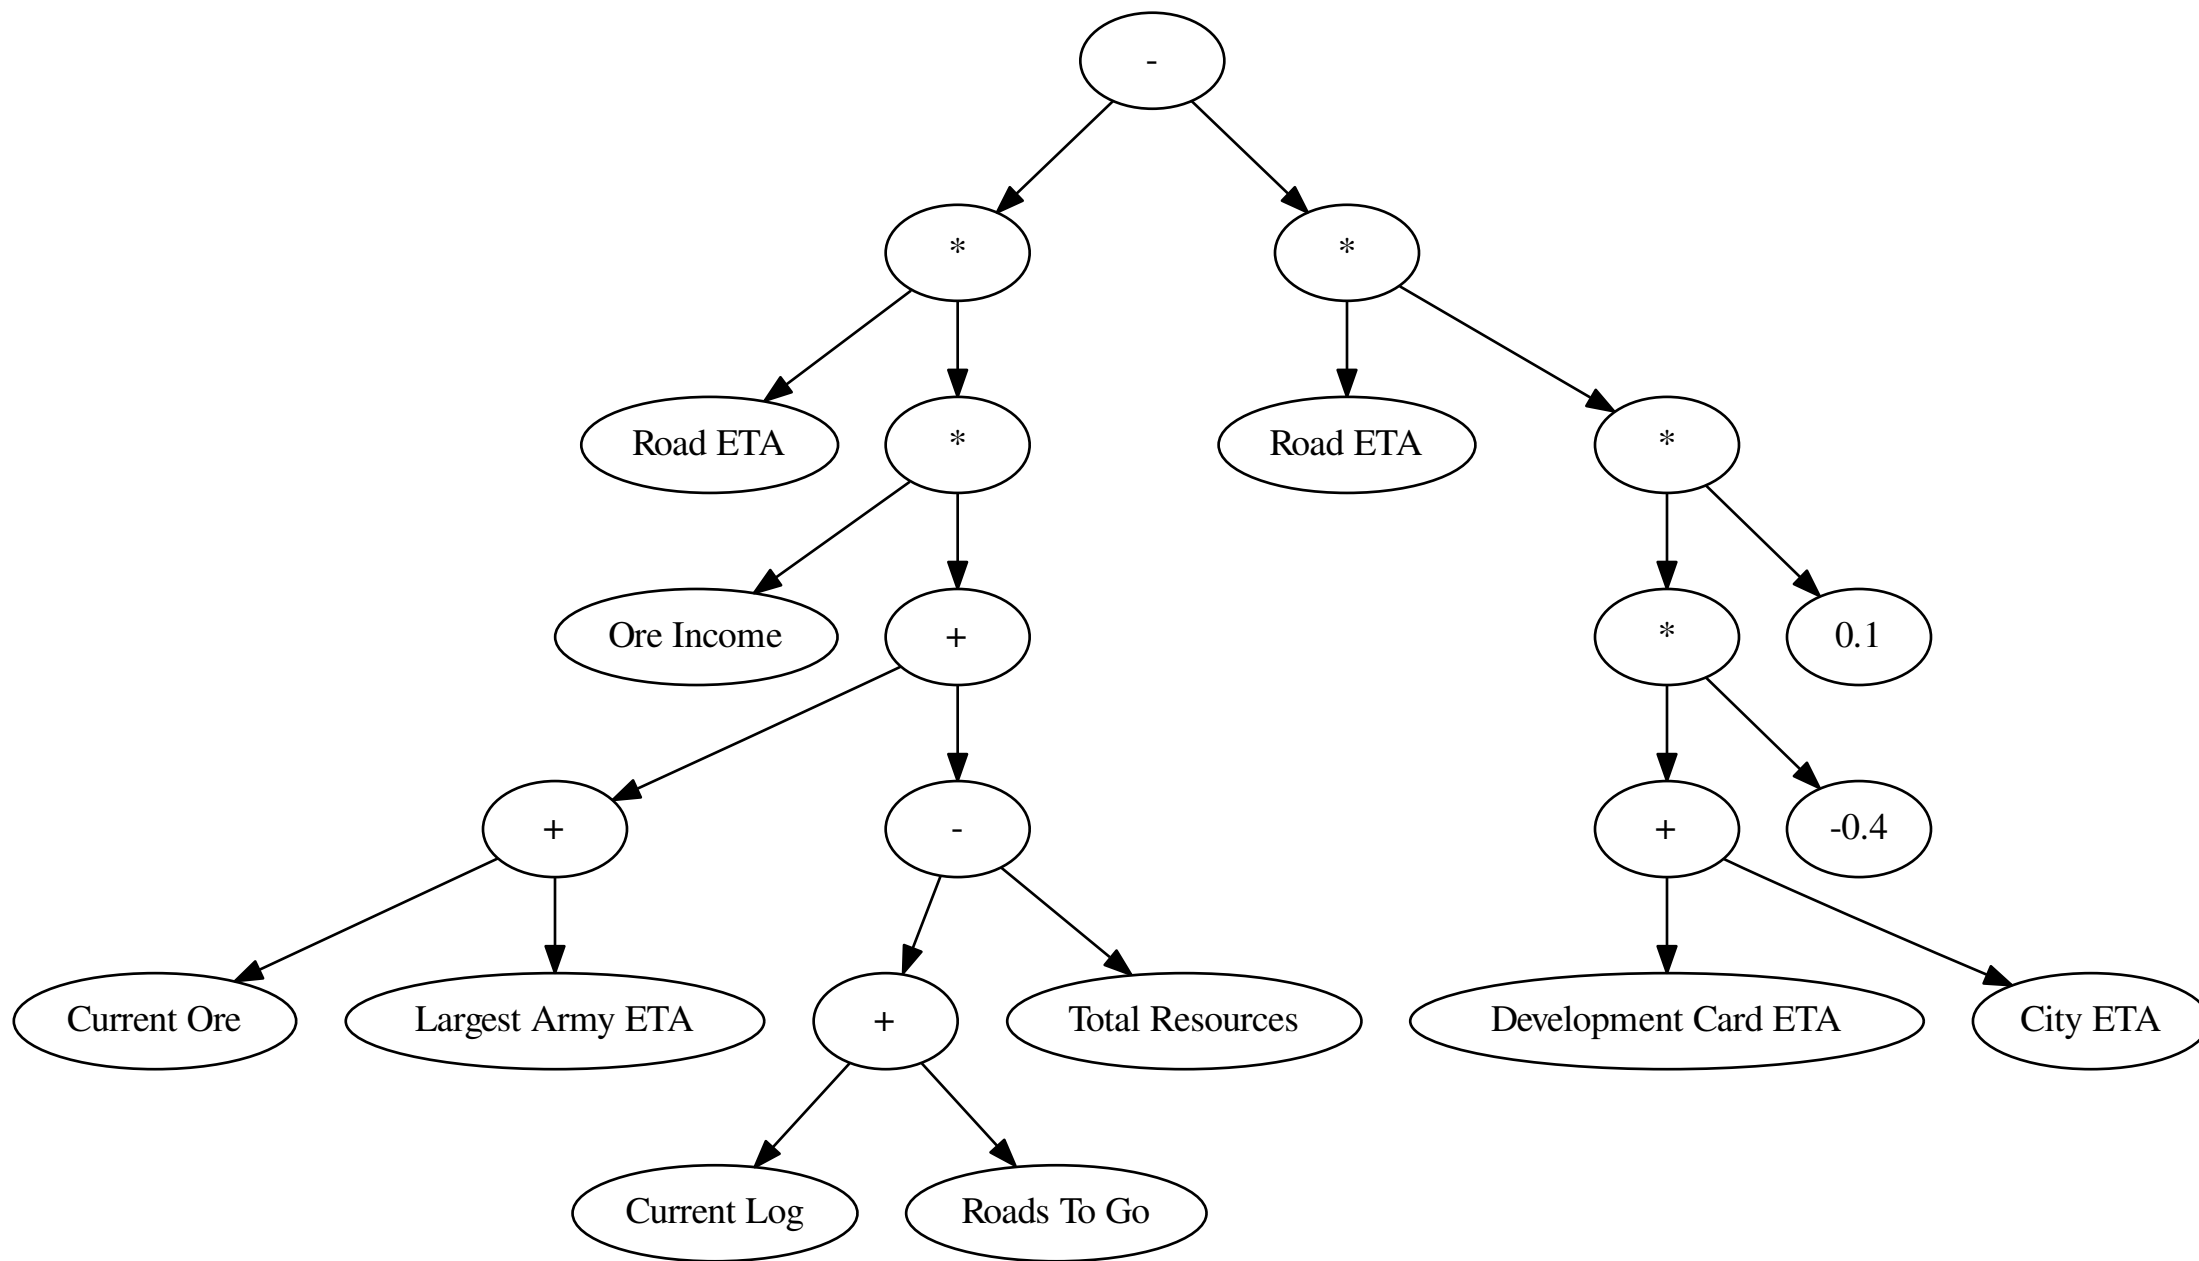 -
*
*
Road ETA
*
Road ETA
*
Ore Income
+
*
0.1
+
-
+
-0.4
Current Ore
Largest Army ETA
+
Total Resources
Development Card ETA
City ETA
Current Log
Roads To Go